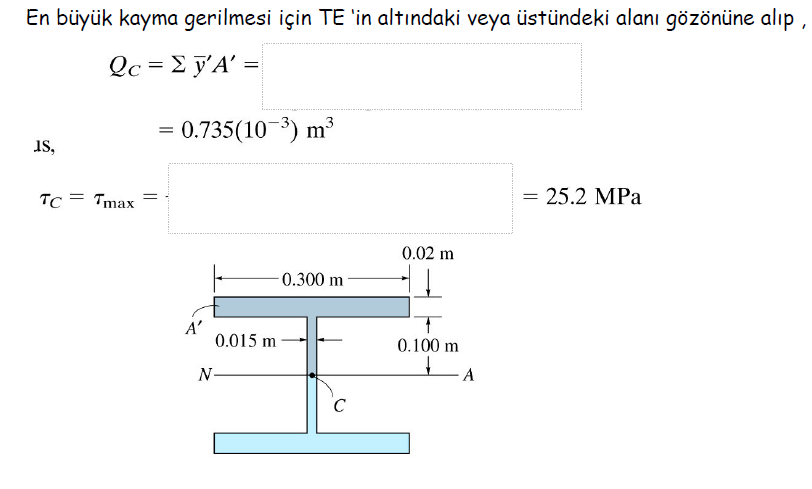 En büyük kayma gerilmesi için TE 'in altındaki veya üstündeki alanı gözönüne alıp ,
Q_C = Σ ȳ'A' =
= 0.735(10⁻³) m³
ıs,
τ_C = τ_max = = 25.2 MPa
0.02 m
0.300 m
A'
0.015 m
0.100 m
N
A
C